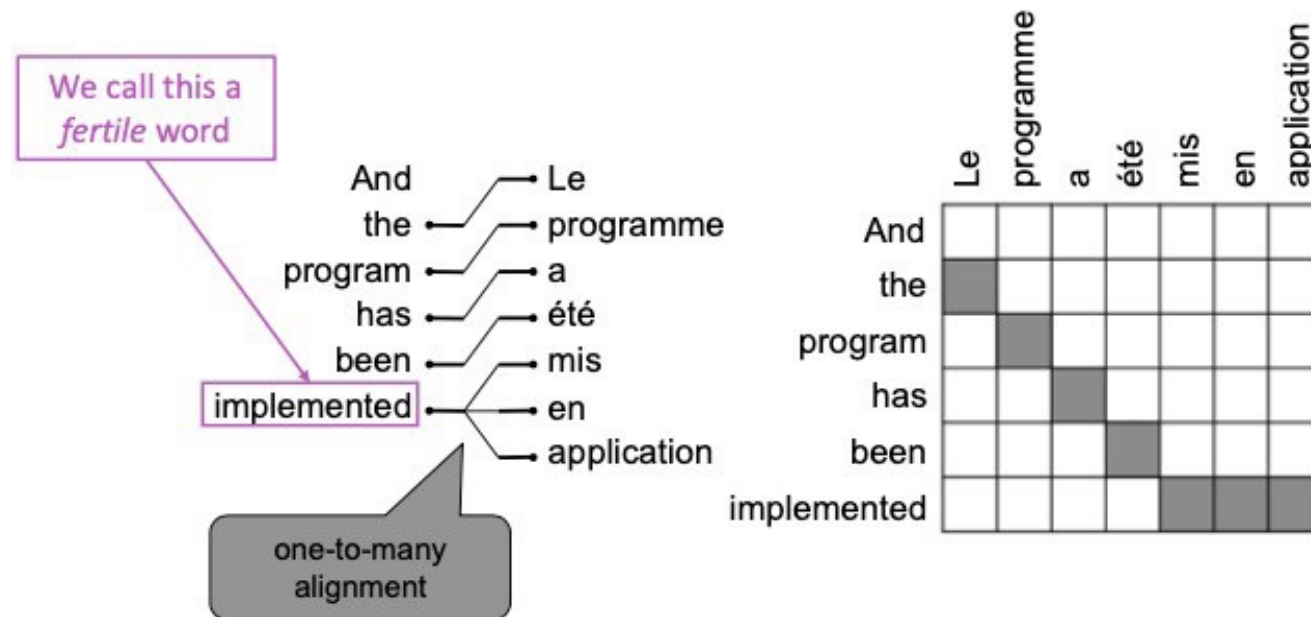 We call this a
fertile word
And
the
program
has
been
implemented
Le
programme
a
été
mis
en
application
one-to-many
alignment
Le
programme
a
été
mis
en
application
And
the
program
has
been
implemented